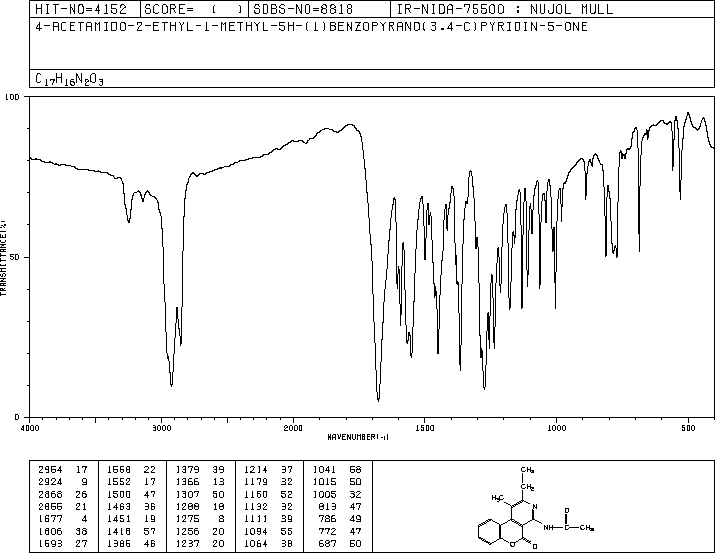 HIT-NO=4152 SCORE= ( ) SDBS-NO=8818 IR-NIDA-75500 : NUJOL MULL
4-ACETAMIDO-2-ETHYL-1-METHYL-5H-(1)BENZOPYRANO(3,4-C)PYRIDIN-5-ONE
C17H16N2O3
100
50
0
TRANSMITTANCE(%)
4000 3000 2000 1500 1000 500
WAVENUMBER(-1)
2954 17 1568 22 1379 39 1214 37 1041 58
2924 9 1552 17 1366 13 1179 32 1015 50
2868 26 1500 47 1307 50 1160 52 1005 32
2855 21 1463 36 1288 18 1132 32 813 47
1677 4 1451 19 1275 8 1111 39 786 49
1606 38 1418 57 1256 20 1094 55 772 47
1593 27 1385 46 1237 20 1064 38 687 50
CH3
CH2
H3C
N
NH
O
CH3
O
O